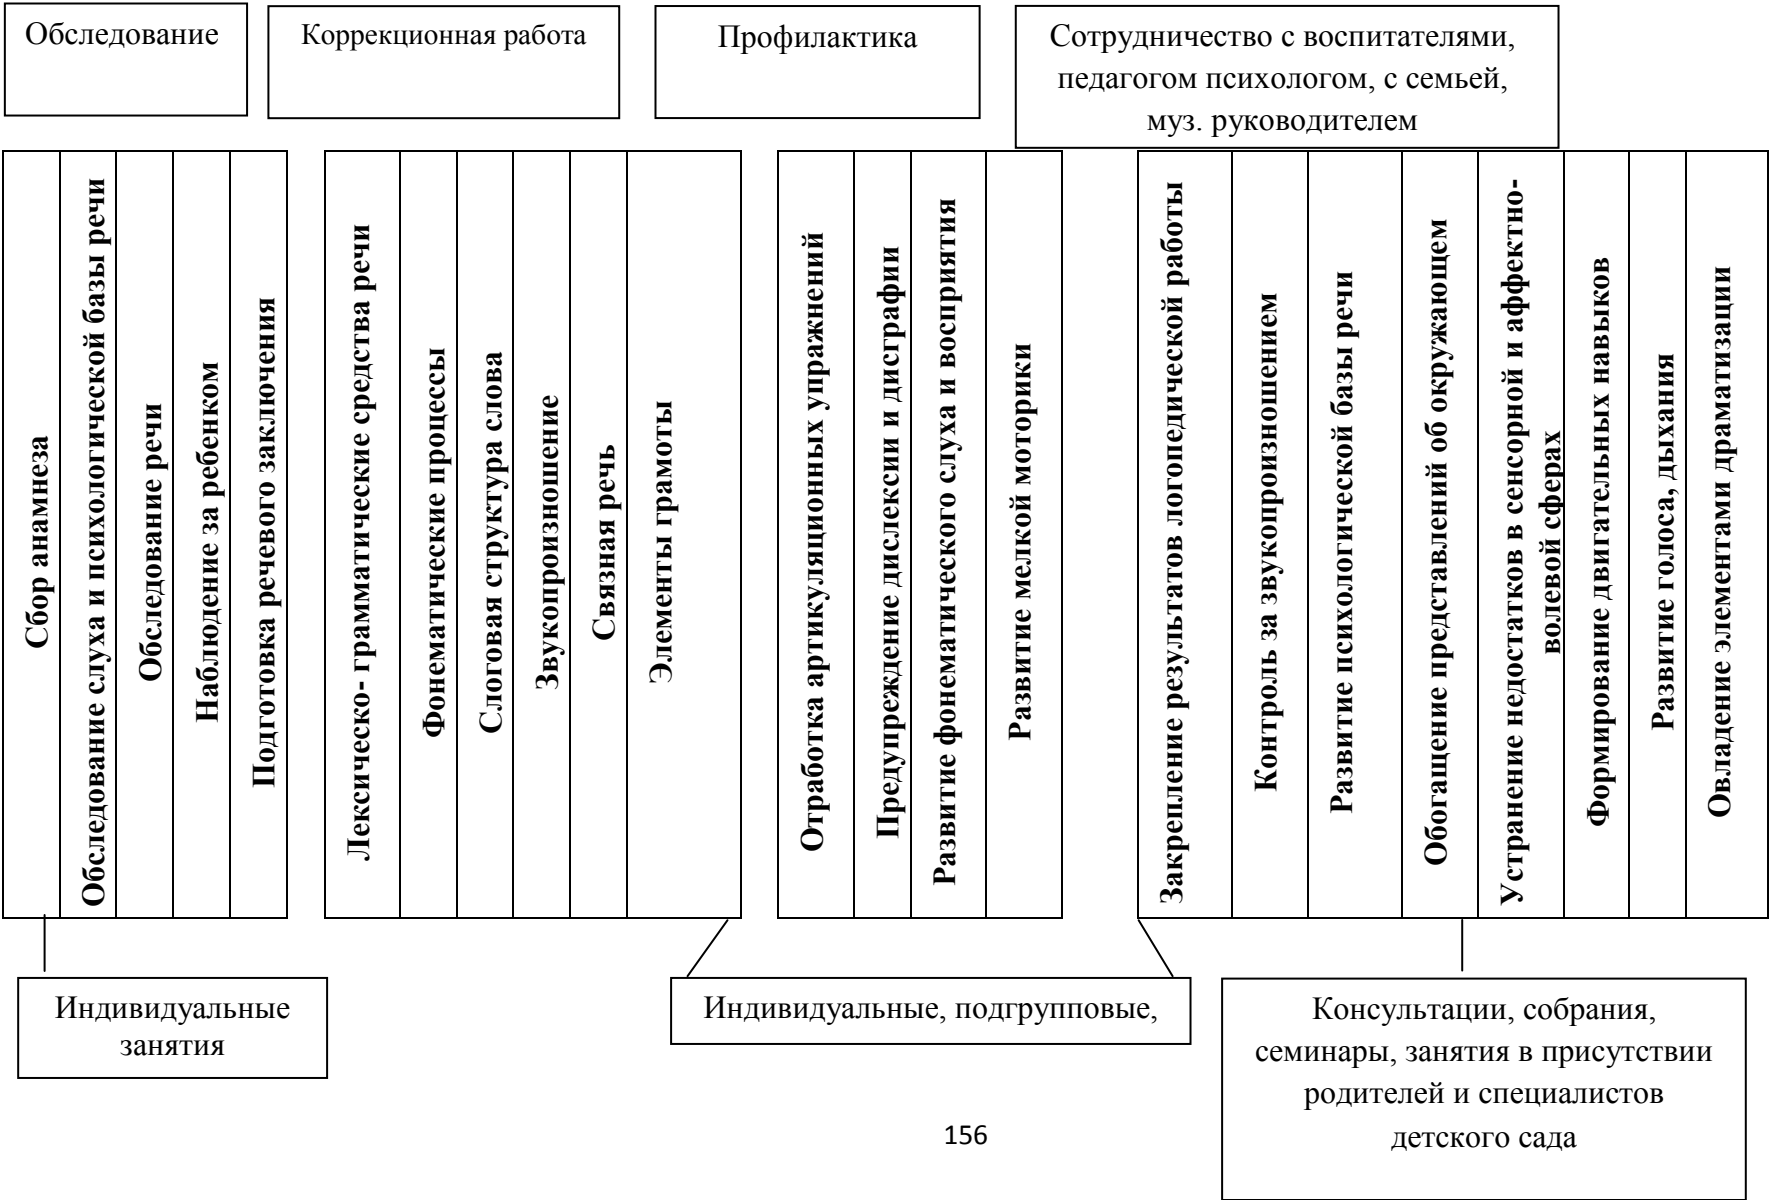 Обследование
Коррекционная работа
Профилактика
Сотрудничество с воспитателями,
педагогом психологом, с семьей,
муз. руководителем
Сбор анамнеза
Обследование слуха и психологической базы речи
Обследование речи
Наблюдение за ребенком
Подготовка речевого заключения
Лексическо- грамматические средства речи
Фонематические процессы
Слоговая структура слова
Звукопроизношение
Связная речь
Элементы грамоты
Отработка артикуляционных упражнений
Предупреждение дислексии и дисграфии
Развитие фонематического слуха и восприятия
Развитие мелкой моторики
Закрепление результатов логопедической работы
Контроль за звукопроизношением
Развитие психологической базы речи
Обогащение представлений об окружающем
Устранение недостатков в сенсорной и аффектно-
волевой сферах
Формирование двигательных навыков
Развитие голоса, дыхания
Овладение элементами драматизации
Индивидуальные
занятия
Индивидуальные, подгрупповые,
Консультации, собрания,
семинары, занятия в присутствии
родителей и специалистов
детского сада
156